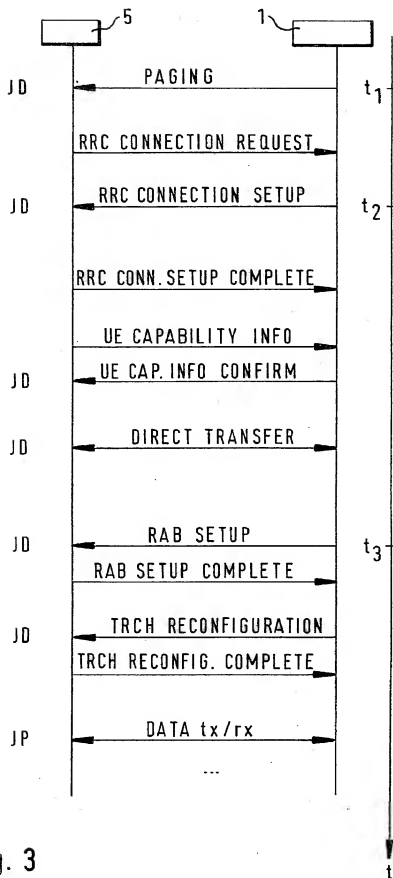 5 1
JD PAGING t1
RRC CONNECTION REQUEST
JD RRC CONNECTION SETUP t2
RRC CONN. SETUP COMPLETE
UE CAPABILITY INFO
JD UE CAP. INFO CONFIRM
JD DIRECT TRANSFER
JD RAB SETUP t3
RAB SETUP COMPLETE
JD TRCH RECONFIGURATION
TRCH RECONFIG. COMPLETE
JP DATA tx/rx
...
g. 3
t